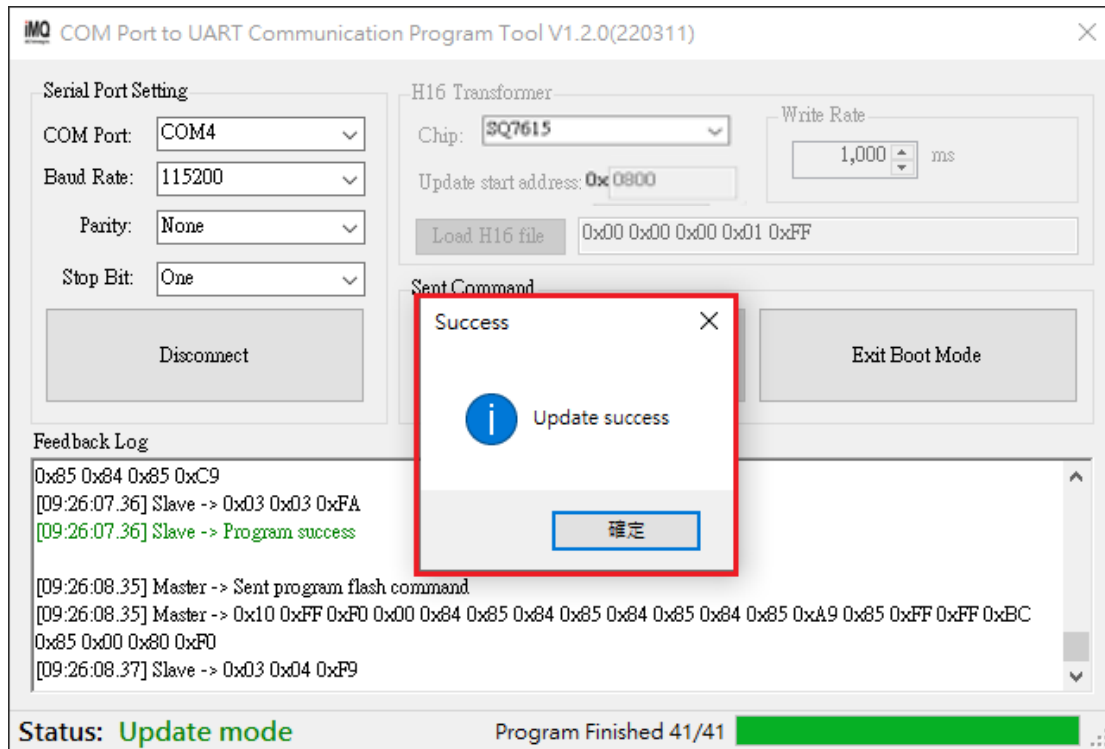 iMQ COM Port to UART Communication Program Tool V1.2.0(220311)
Serial Port Setting
COM Port: COM4
Baud Rate: 115200
Parity: None
Stop Bit: One
Disconnect
H16 Transformer
Chip: SQ7615
Update start address: 0x 0800
Write Rate
1,000 ms
Load H16 file 0x00 0x00 0x00 0x01 0xFF
Sent Command
Exit Boot Mode
Success
Update success
確定
Feedback Log
0x85 0x84 0x85 0xC9
[09:26:07.36] Slave -> 0x03 0x03 0xFA
[09:26:07.36] Slave -> Program success
[09:26:08.35] Master -> Sent program flash command
[09:26:08.35] Master -> 0x10 0xFF 0xF0 0x00 0x84 0x85 0x84 0x85 0x84 0x85 0x84 0x85 0xA9 0x85 0xFF 0xFF 0xBC
0x85 0x00 0x80 0xF0
[09:26:08.37] Slave -> 0x03 0x04 0xF9
Status: Update mode
Program Finished 41/41